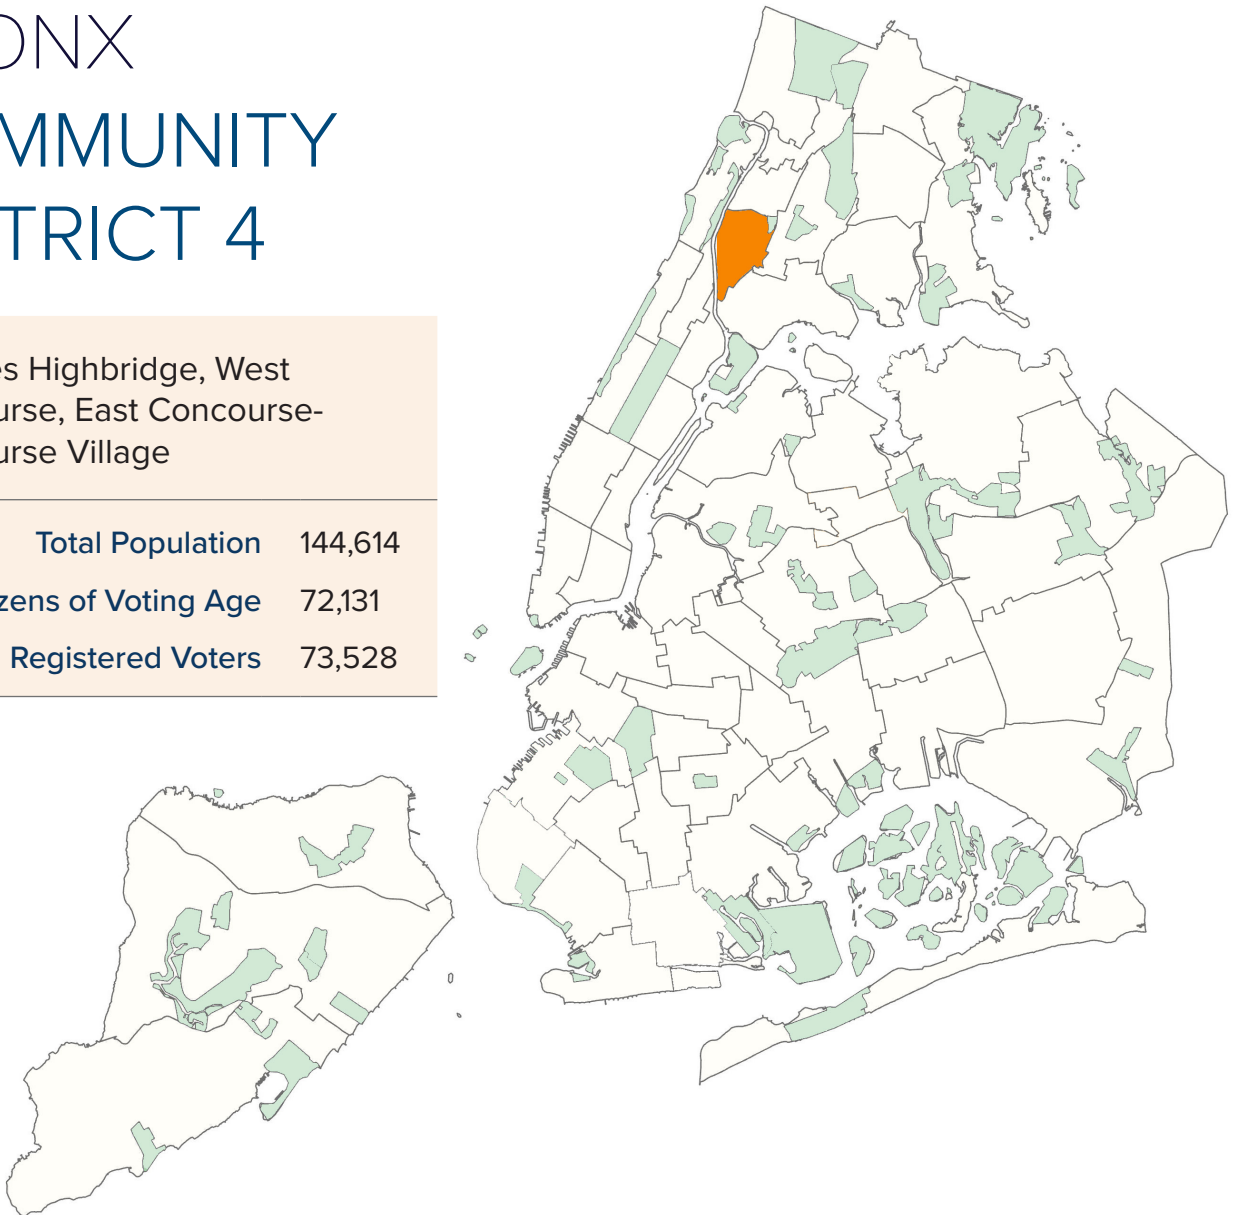 ONX
MMUNITY
TRICT 4
es Highbridge, West
urse, East Concourse-
urse Village
Total Population 144,614
zens of Voting Age 72,131
Registered Voters 73,528